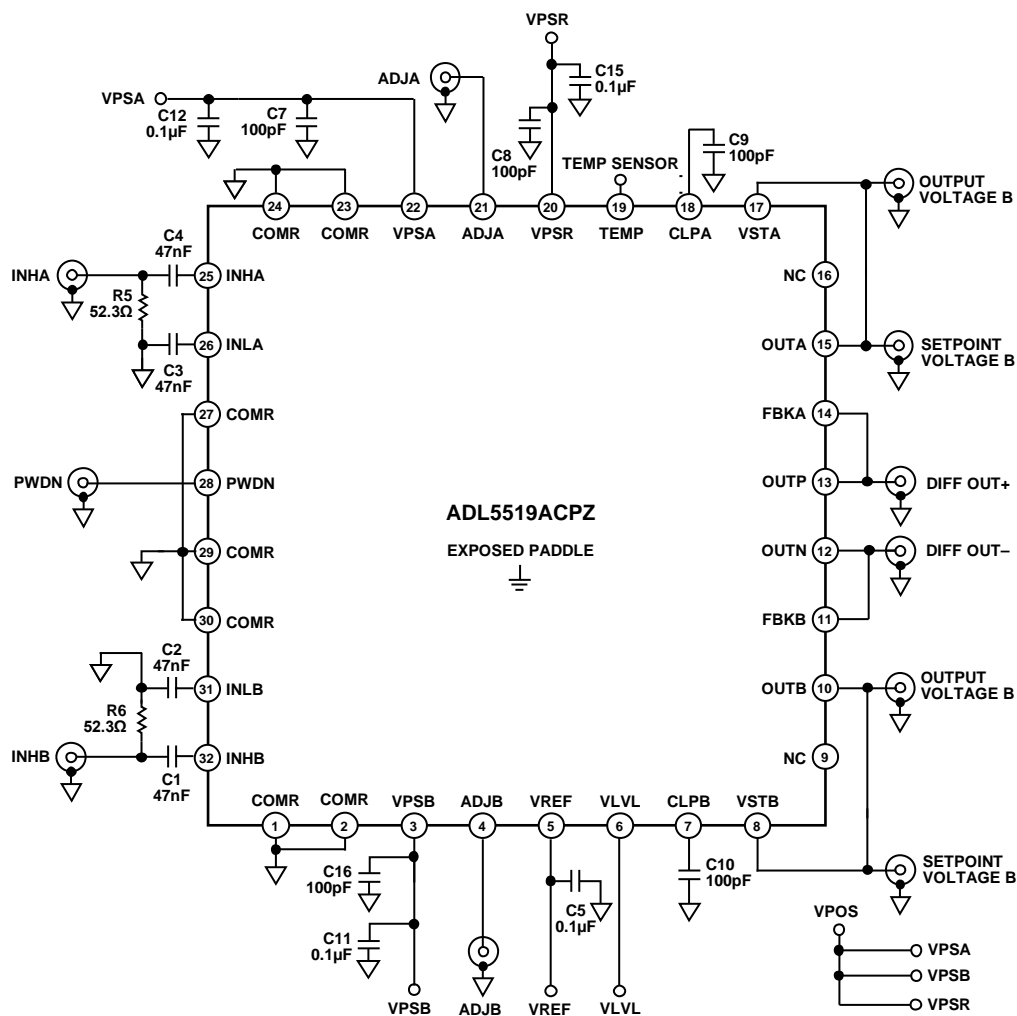 VPSR
ADJA
C15
0.1µF
VPSA
C12
0.1µF
C7
100pF
C8
100pF
TEMP SENSOR
C9
100pF
OUTPUT
VOLTAGE B
24 23 22 21 20 19 18 17
COMR COMR VPSA ADJA VPSR TEMP CLPA VSTA
C4
47nF
INHA
25 INHA
NC 16
R5
52.3Ω
26 INLA
C3
47nF
OUTA 15
SETPOINT
VOLTAGE B
27 COMR
FBKA 14
PWDN
28 PWDN
OUTP 13
DIFF OUT+
ADL5519ACPZ
EXPOSED PADDLE
29 COMR
OUTN 12
DIFF OUT–
30 COMR
FBKB 11
C2
47nF
31 INLB
OUTB 10
OUTPUT
VOLTAGE B
R6
52.3Ω
INHB
32 INHB
C1
47nF
NC 9
COMR COMR VPSB ADJB VREF VLVL CLPB VSTB
1 2 3 4 5 6 7 8
C16
100pF
C10
100pF
SETPOINT
VOLTAGE B
C11
0.1µF
C5
0.1µF
VPSB
ADJB
VREF
VLVL
VPOS
VPSA
VPSB
VPSR